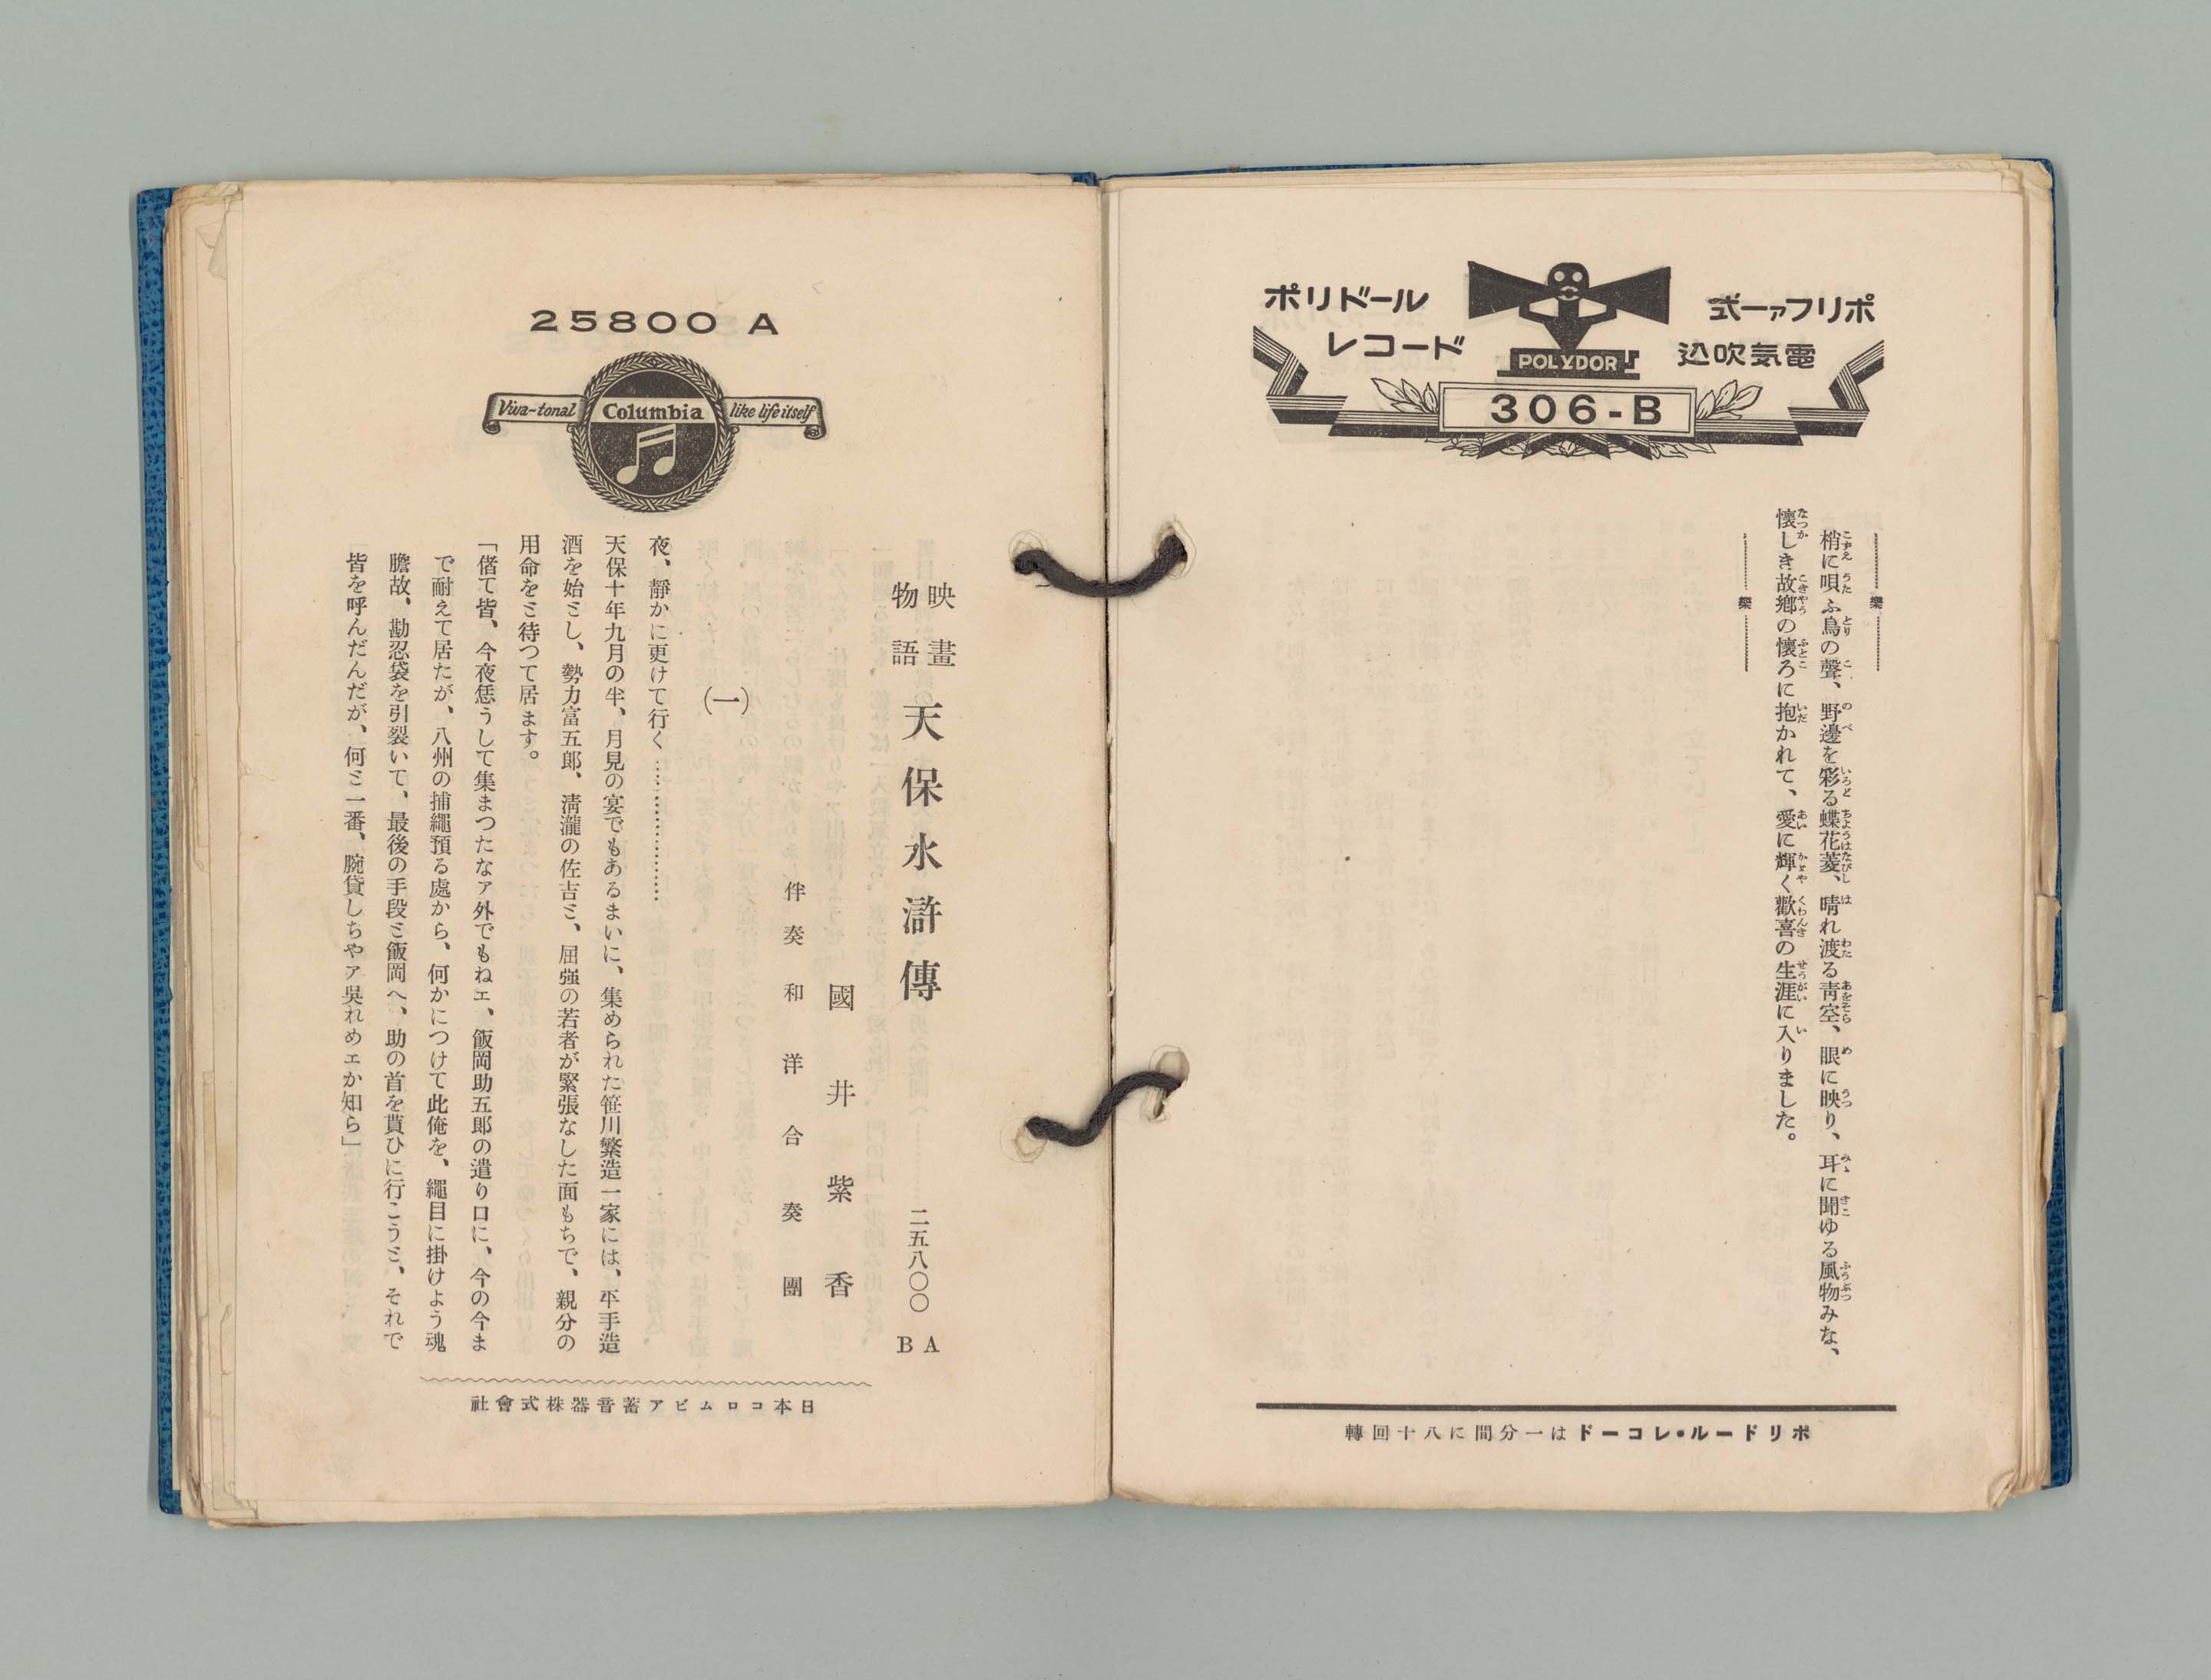 ポリファー式
電気吹込
ポリドール
レコード
POLYDOR
306-B
樂
梢に唄ふ鳥の聲、野邊を彩る蝶花菱、晴れ渡る青空、眼に映り、耳に聞ゆる風物みな、
懷しき故郷の懷ろに抱かれて、愛に輝く歡喜の生涯に入りました。
樂
ポリドール・レコードは一分間に八十回轉
25800 A
Viva-tonal Columbia like life itself
映畫
物語
天保水滸傳
二五八〇〇 A
B
國井紫香
伴奏 和洋合奏團
(一)
夜、靜かに更けて行く………………
天保十年九月の半、月見の宴でもあるまいに、集められた笹川繁造一家には、平手造
酒を始とし、勢力富五郎、清瀧の佐吉と、屈强の若者が緊張なした面もちで、親分の
用命をと待つて居ます。
「偖て皆、今夜恁うして集まつたなァ外でもねェ、飯岡助五郎の遣り口に、今の今ま
で耐えて居たが、八州の捕繩預る處から、何かにつけて此俺を、繩目に掛けよう魂
膽故、勘忍袋を引裂いて、最後の手段と飯岡へ、助の首を貰ひに行こうと、それで
皆を呼んだんだが、何と一番、腕貸しちやァ吳れめェか知ら」
日本コロムビア蓄音器株式會社